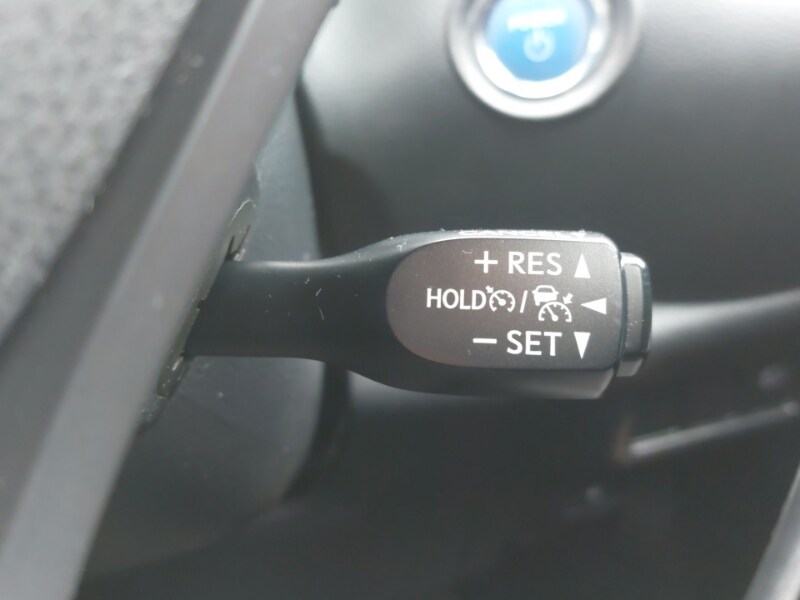 + RES ▲
HOLD / ◀
− SET ▼